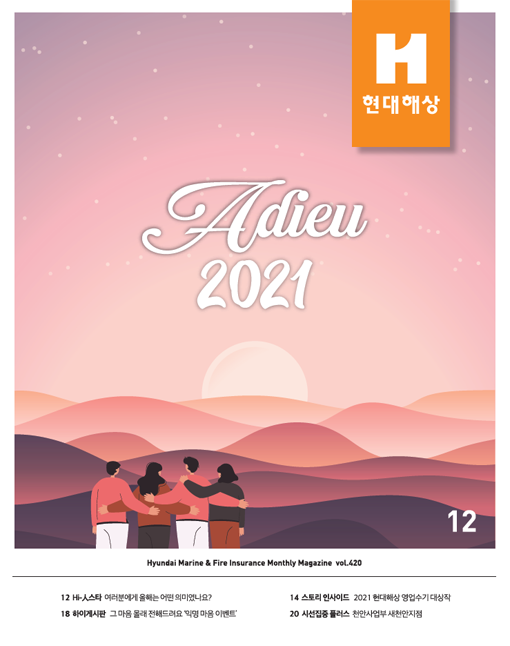 현대해상
Adieu
2021
12
Hyundai Marine & Fire Insurance Monthly Magazine vol.420
12 Hi-人스타 여러분에게 올해는 어떤 의미였나요?
18 하이게시판 그 마음 몰래 전해드려요 '익명 마음 이벤트'
14 스토리 인사이드 2021 현대해상 영업수기 대상작
20 시선집중 플러스 천안사업부 새천안지점